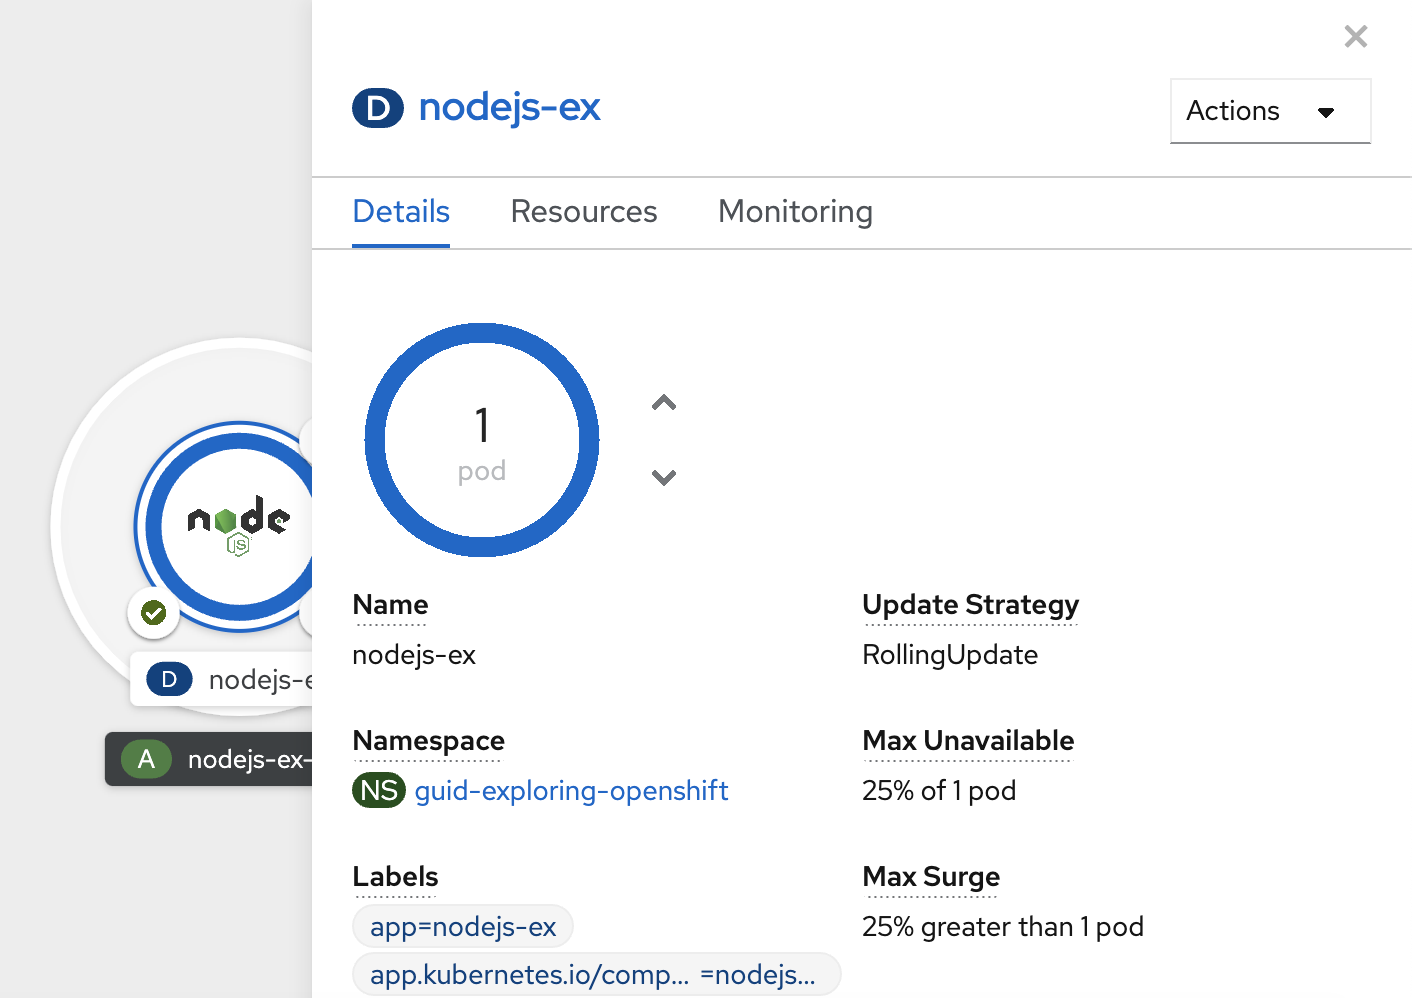 D nodejs-ex
Actions
Details Resources Monitoring
1
pod
node
JS
D nodejs-e
A nodejs-ex-
Name
nodejs-ex
Update Strategy
RollingUpdate
Namespace
NS guid-exploring-openshift
Max Unavailable
25% of 1 pod
Labels
app=nodejs-ex
app.kubernetes.io/comp... =nodejs...
Max Surge
25% greater than 1 pod